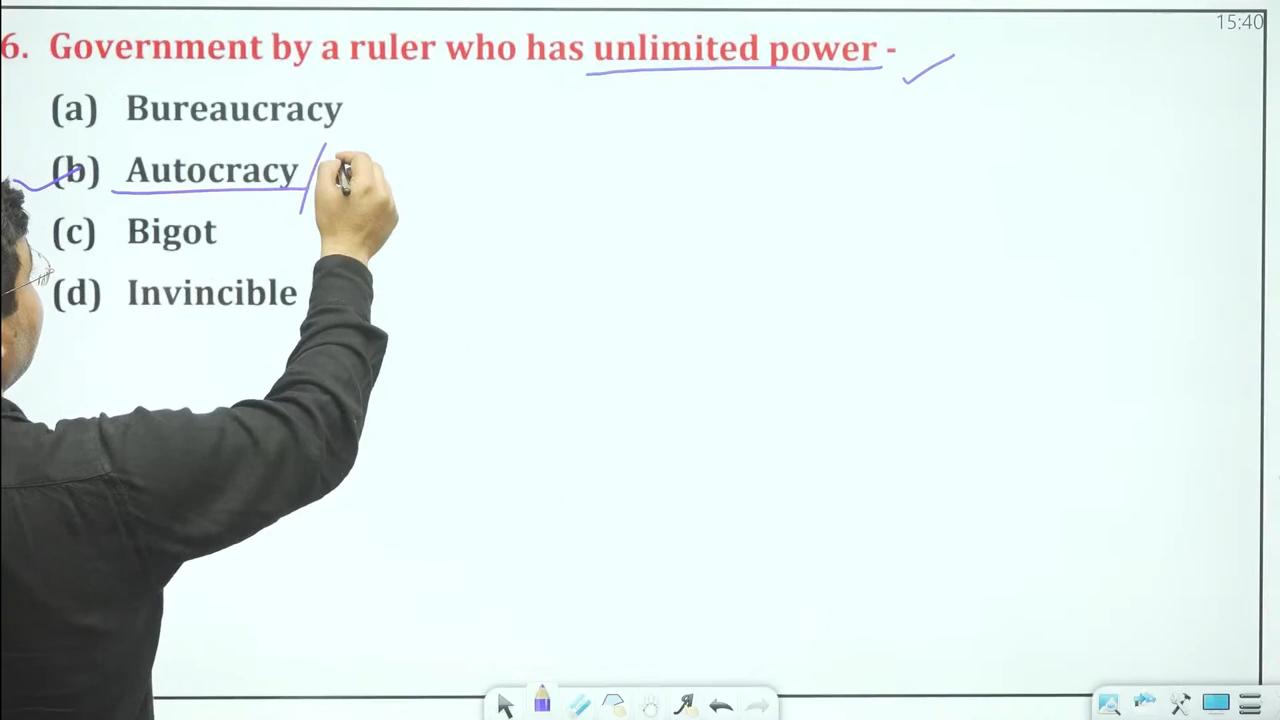 15:40
6. Government by a ruler who has unlimited power -
(a) Bureaucracy
(b) Autocracy /
(c) Bigot
(d) Invincible